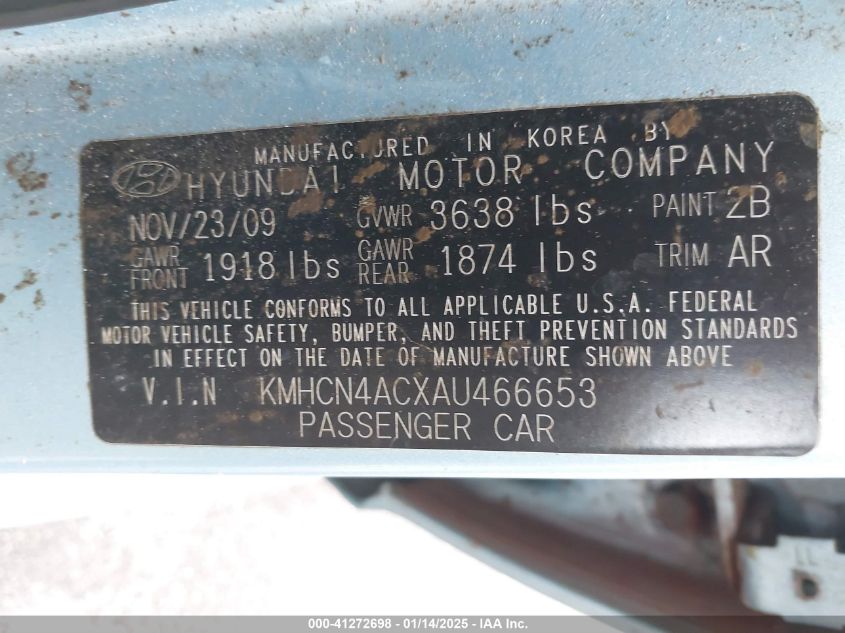 MANUFACTURED IN KOREA BY
HYUNDAI MOTOR COMPANY
NOV/23/09 GVWR 3638 lbs PAINT 2B
GAWR FRONT 1918 lbs GAWR REAR 1874 lbs TRIM AR
THIS VEHICLE CONFORMS TO ALL APPLICABLE U.S.A. FEDERAL
MOTOR VEHICLE SAFETY, BUMPER, AND THEFT PREVENTION STANDARDS
IN EFFECT ON THE DATE OF MANUFACTURE SHOWN ABOVE
V.I.N KMHCN4ACXAU466653
PASSENGER CAR
000-41272698 - 01/14/2025 - IAA Inc.